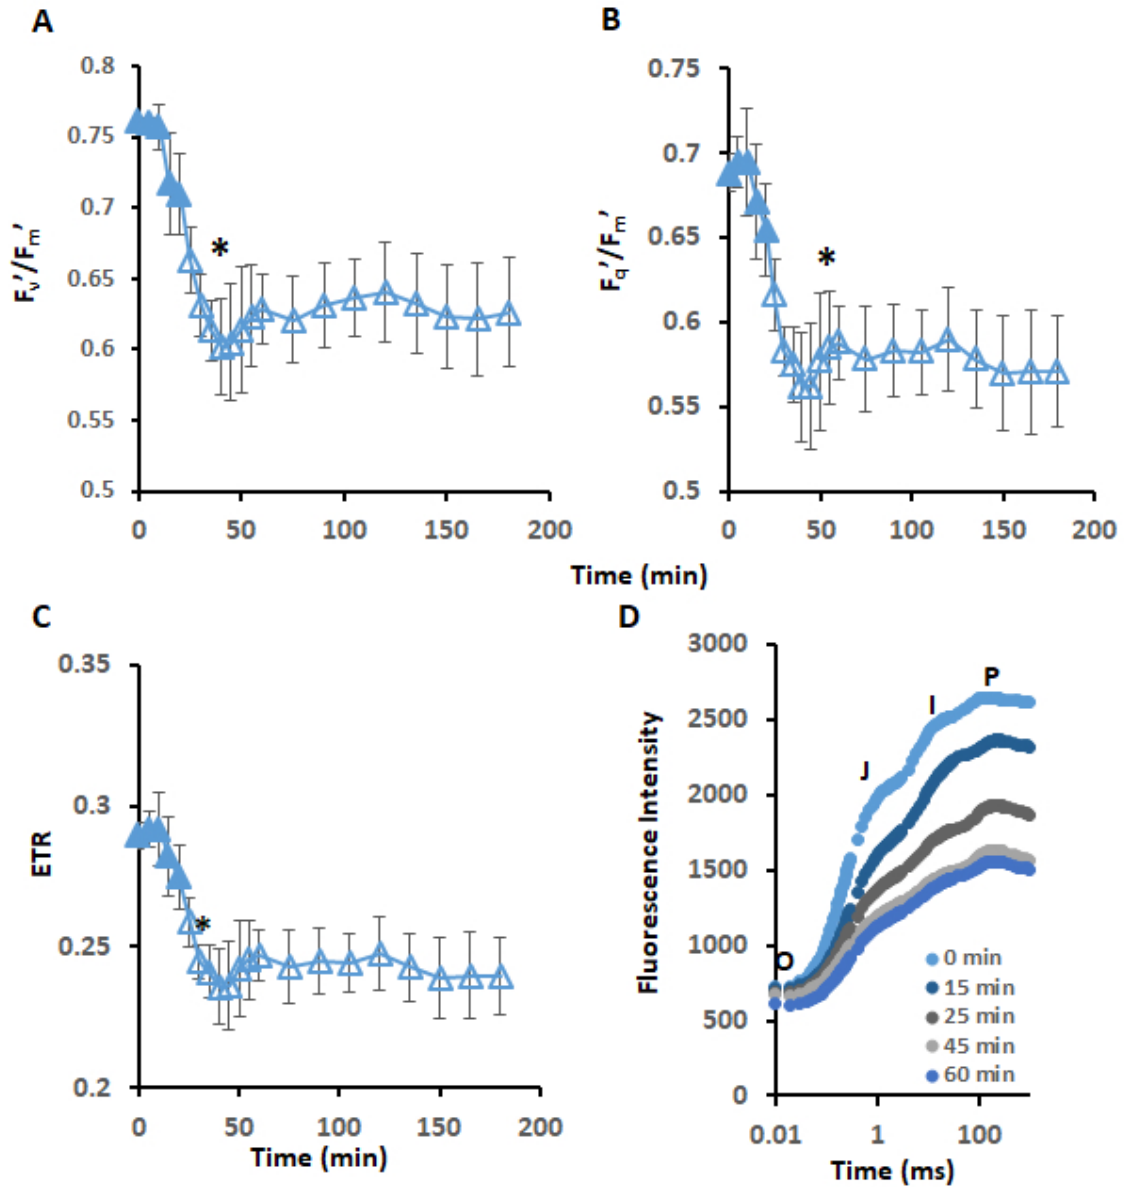 A
0.8
0.75
0.7
0.65
0.6
0.55
0.5
Fv’/Fm’
*
0 50 100 150 200
B
0.75
0.7
0.65
0.6
0.55
0.5
Fq’/Fm’
*
0 50 100 150 200
Time (min)
C
0.35
0.3
0.25
0.2
ETR
*
0 50 100 150 200
Time (min)
D
3000
2500
2000
1500
1000
500
0
Fluorescence Intensity
O
J
I
P
0 min
15 min
25 min
45 min
60 min
0.01 1 100
Time (ms)